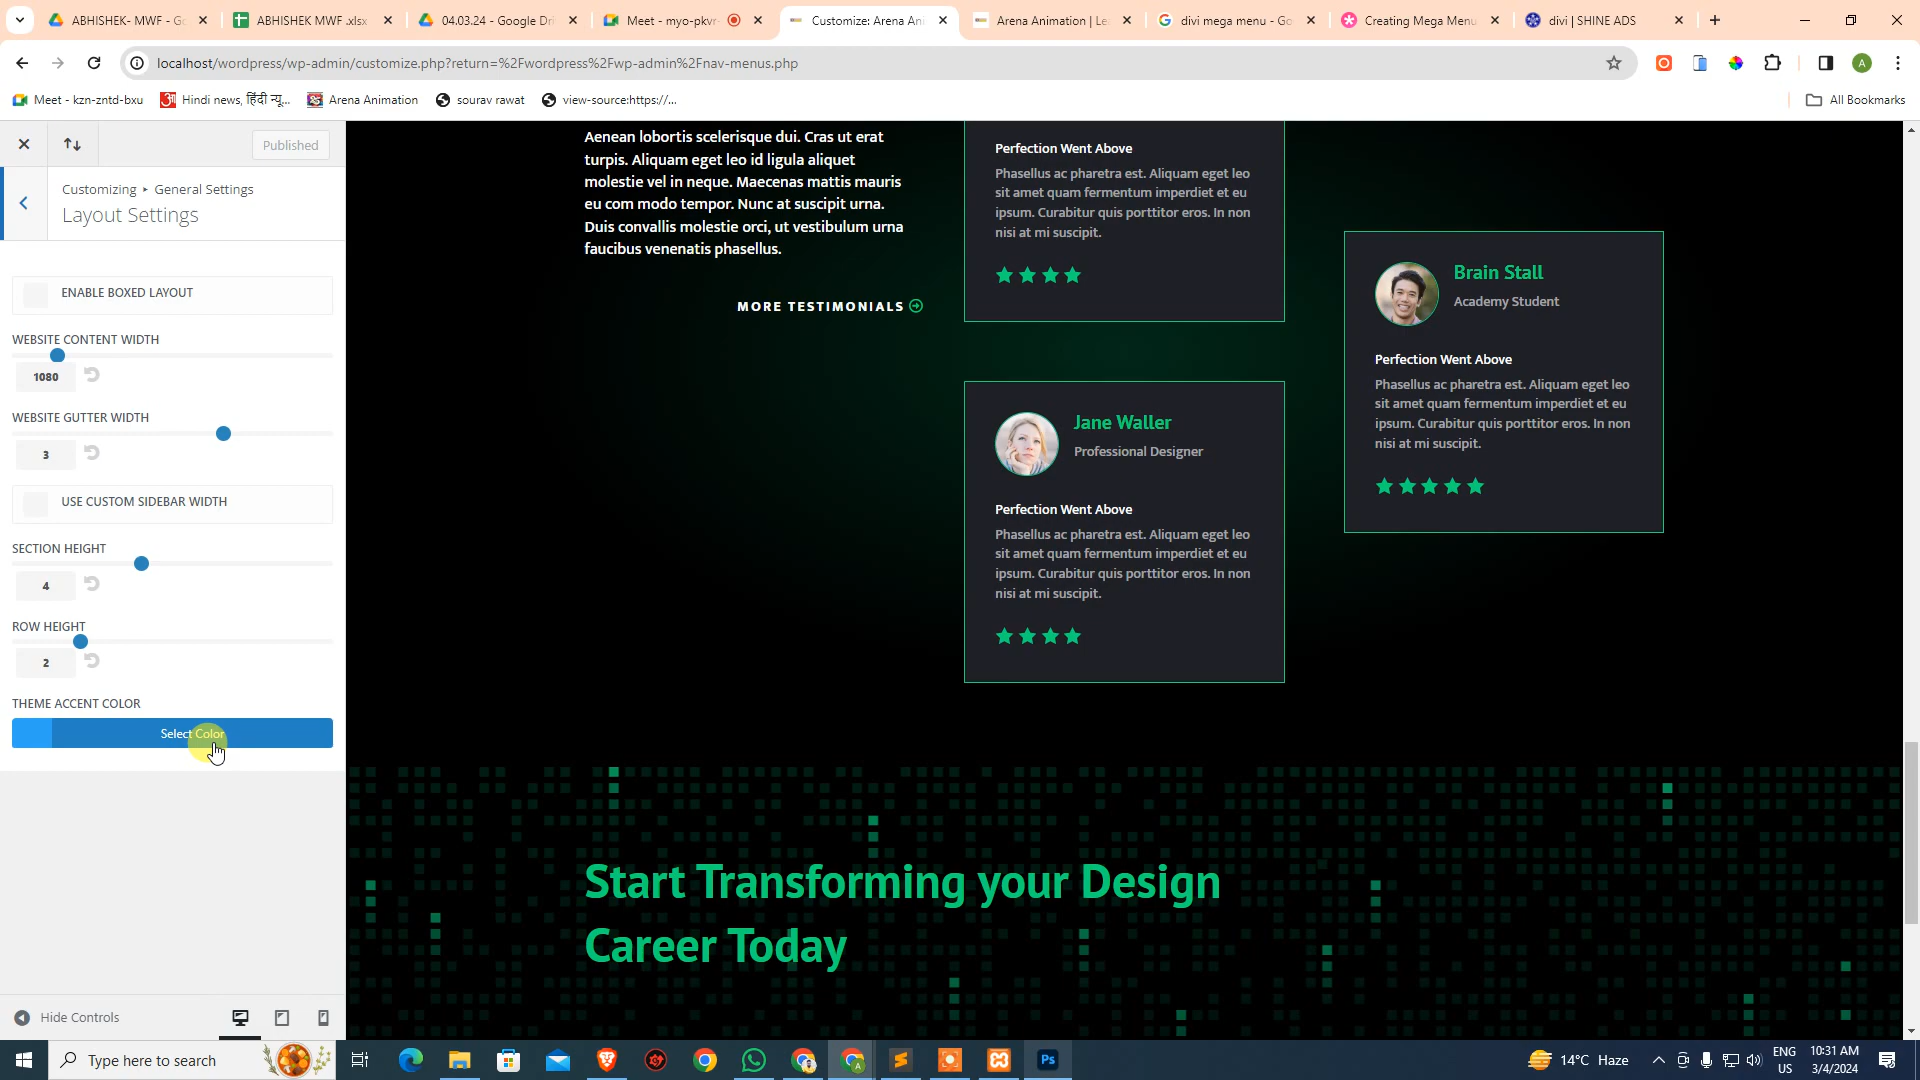 ABHISHEK- MWF - Go
ABHISHEK MWF .xlsx
04.03.24 - Google Dri
Meet - myo-pkvr-
Customize: Arena Ani
Arena Animation | Le
divi mega menu - Go
Creating Mega Menu
divi | SHINE ADS
localhost/wordpress/wp-admin/customize.php?return=%2Fwordpress%2Fwp-admin%2Fnav-menus.php
A
Meet - kzn-zntd-bxu
Hindi news, हिंदी न्यू...
Arena Animation
sourav rawat
view-source:https://...
All Bookmarks
Published
Customizing ▸ General Settings
Layout Settings
ENABLE BOXED LAYOUT
WEBSITE CONTENT WIDTH
1080
WEBSITE GUTTER WIDTH
3
USE CUSTOM SIDEBAR WIDTH
SECTION HEIGHT
4
ROW HEIGHT
2
THEME ACCENT COLOR
Select Color
Hide Controls
Aenean lobortis scelerisque dui. Cras ut erat
turpis. Aliquam eget leo id ligula aliquet
molestie vel in neque. Maecenas mattis mauris
eu com modo tempor. Nunc at suscipit urna.
Duis convallis molestie orci, ut vestibulum urna
faucibus venenatis phasellus.
MORE TESTIMONIALS
Perfection Went Above
Phasellus ac pharetra est. Aliquam eget leo
sit amet quam fermentum imperdiet et eu
ipsum. Curabitur quis porttitor eros. In non
nisi at mi suscipit.
Jane Waller
Professional Designer
Perfection Went Above
Phasellus ac pharetra est. Aliquam eget leo
sit amet quam fermentum imperdiet et eu
ipsum. Curabitur quis porttitor eros. In non
nisi at mi suscipit.
Brain Stall
Academy Student
Perfection Went Above
Phasellus ac pharetra est. Aliquam eget leo
sit amet quam fermentum imperdiet et eu
ipsum. Curabitur quis porttitor eros. In non
nisi at mi suscipit.
Start Transforming your Design
Career Today
Type here to search
Ps
14°C Haze
ENG
US
10:31 AM
3/4/2024